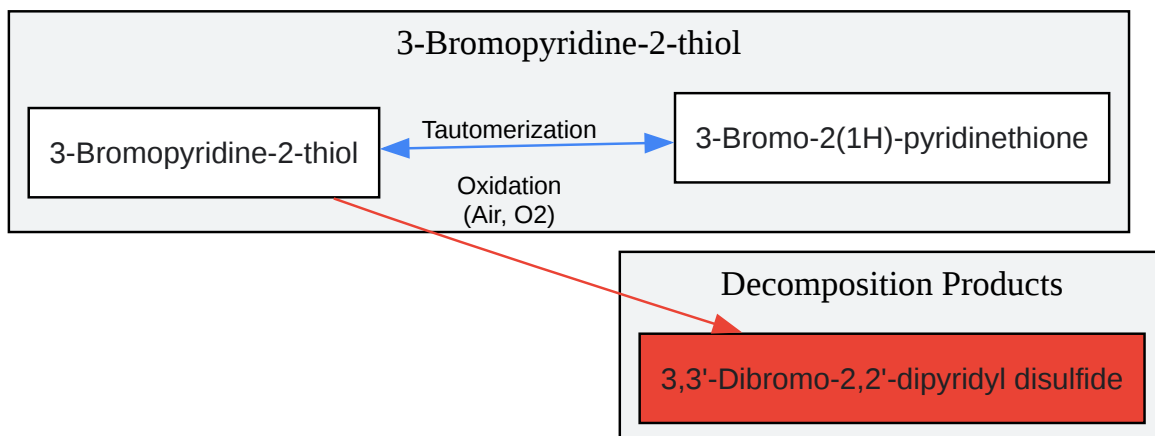 3-Bromopyridine-2-thiol
3-Bromopyridine-2-thiol
Tautomerization
3-Bromo-2(1H)-pyridinethione
Oxidation
(Air, O2)
Decomposition Products
3,3'-Dibromo-2,2'-dipyridyl disulfide